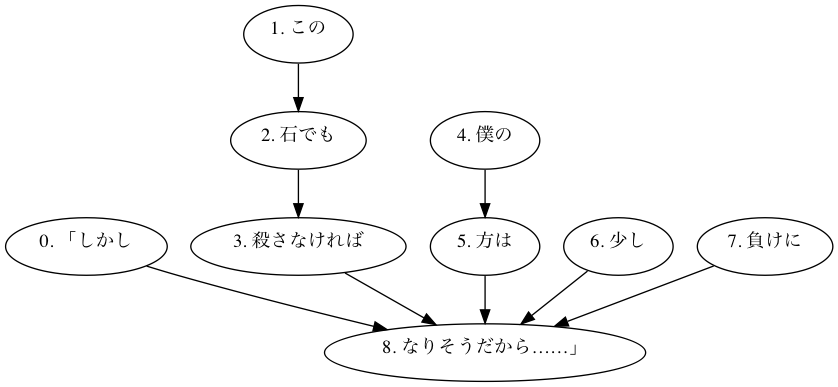 1. この
2. 石でも
4. 僕の
0. 「しかし
3. 殺さなければ
5. 方は
6. 少し
7. 負けに
8. なりそうだから……」